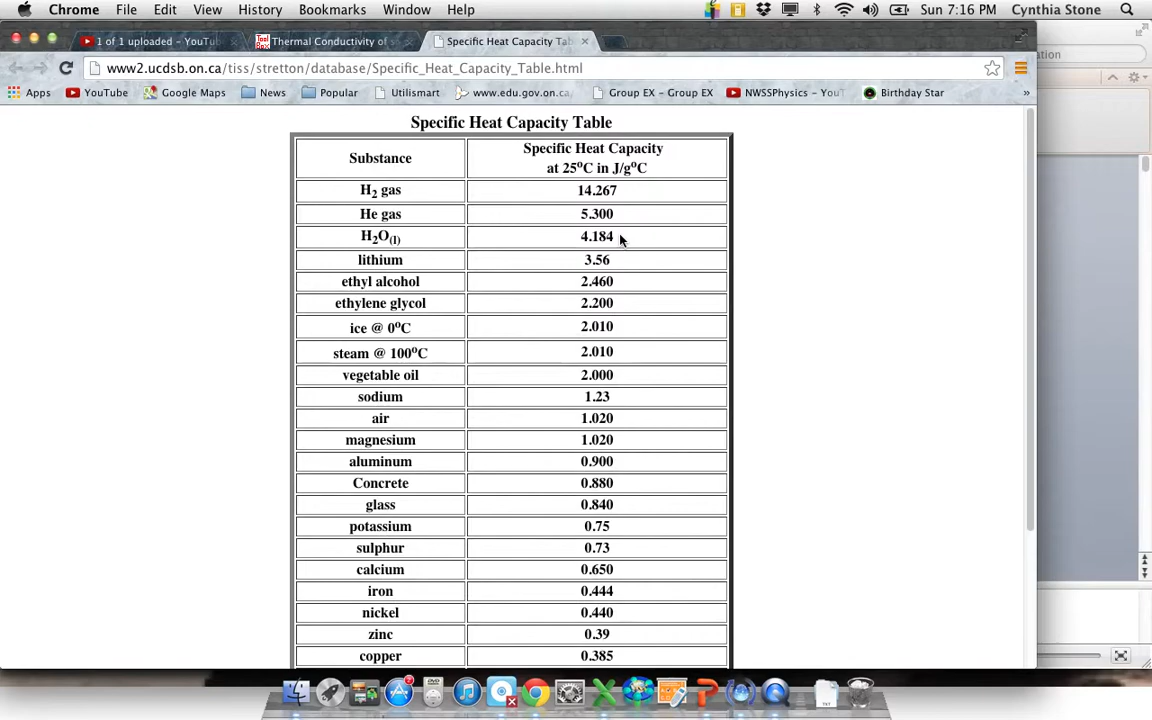 Chrome File Edit View History Bookmarks Window Help Sun 7:16 PM Cynthia Stone
1 of 1 uploaded – YouTu Thermal Conductivity of so Specific Heat Capacity Tab
www2.ucdsb.on.ca/tiss/stretton/database/Specific_Heat_Capacity_Table.html
Apps YouTube Google Maps News Popular Utilismart www.edu.gov.on.ca/ Group EX – Group EX NWSSPhysics – YouT Birthday Star »
Specific Heat Capacity Table
Substance Specific Heat Capacity
at 25°C in J/g°C
H2 gas 14.267
He gas 5.300
H2O(l) 4.184
lithium 3.56
ethyl alcohol 2.460
ethylene glycol 2.200
ice @ 0°C 2.010
steam @ 100°C 2.010
vegetable oil 2.000
sodium 1.23
air 1.020
magnesium 1.020
aluminum 0.900
Concrete 0.880
glass 0.840
potassium 0.75
sulphur 0.73
calcium 0.650
iron 0.444
nickel 0.440
zinc 0.39
copper 0.385